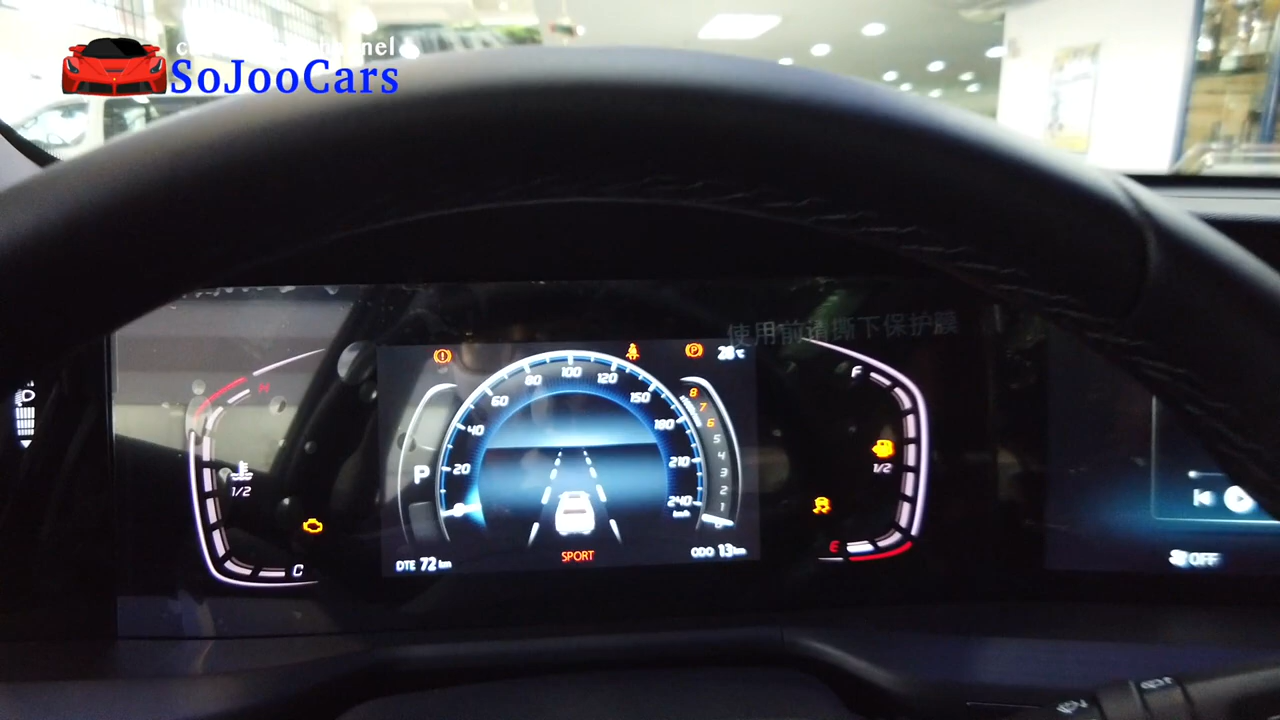 channel
SoJooCars
使用前请撕下保护膜
28°C
H
1/2
C
P
20
40
60
80
100
120
150
180
210
240
km/h
8
7
6
5
4
3
2
1
0
DTE 72 km
SPORT
ODO 13 km
F
1/2
E
OFF